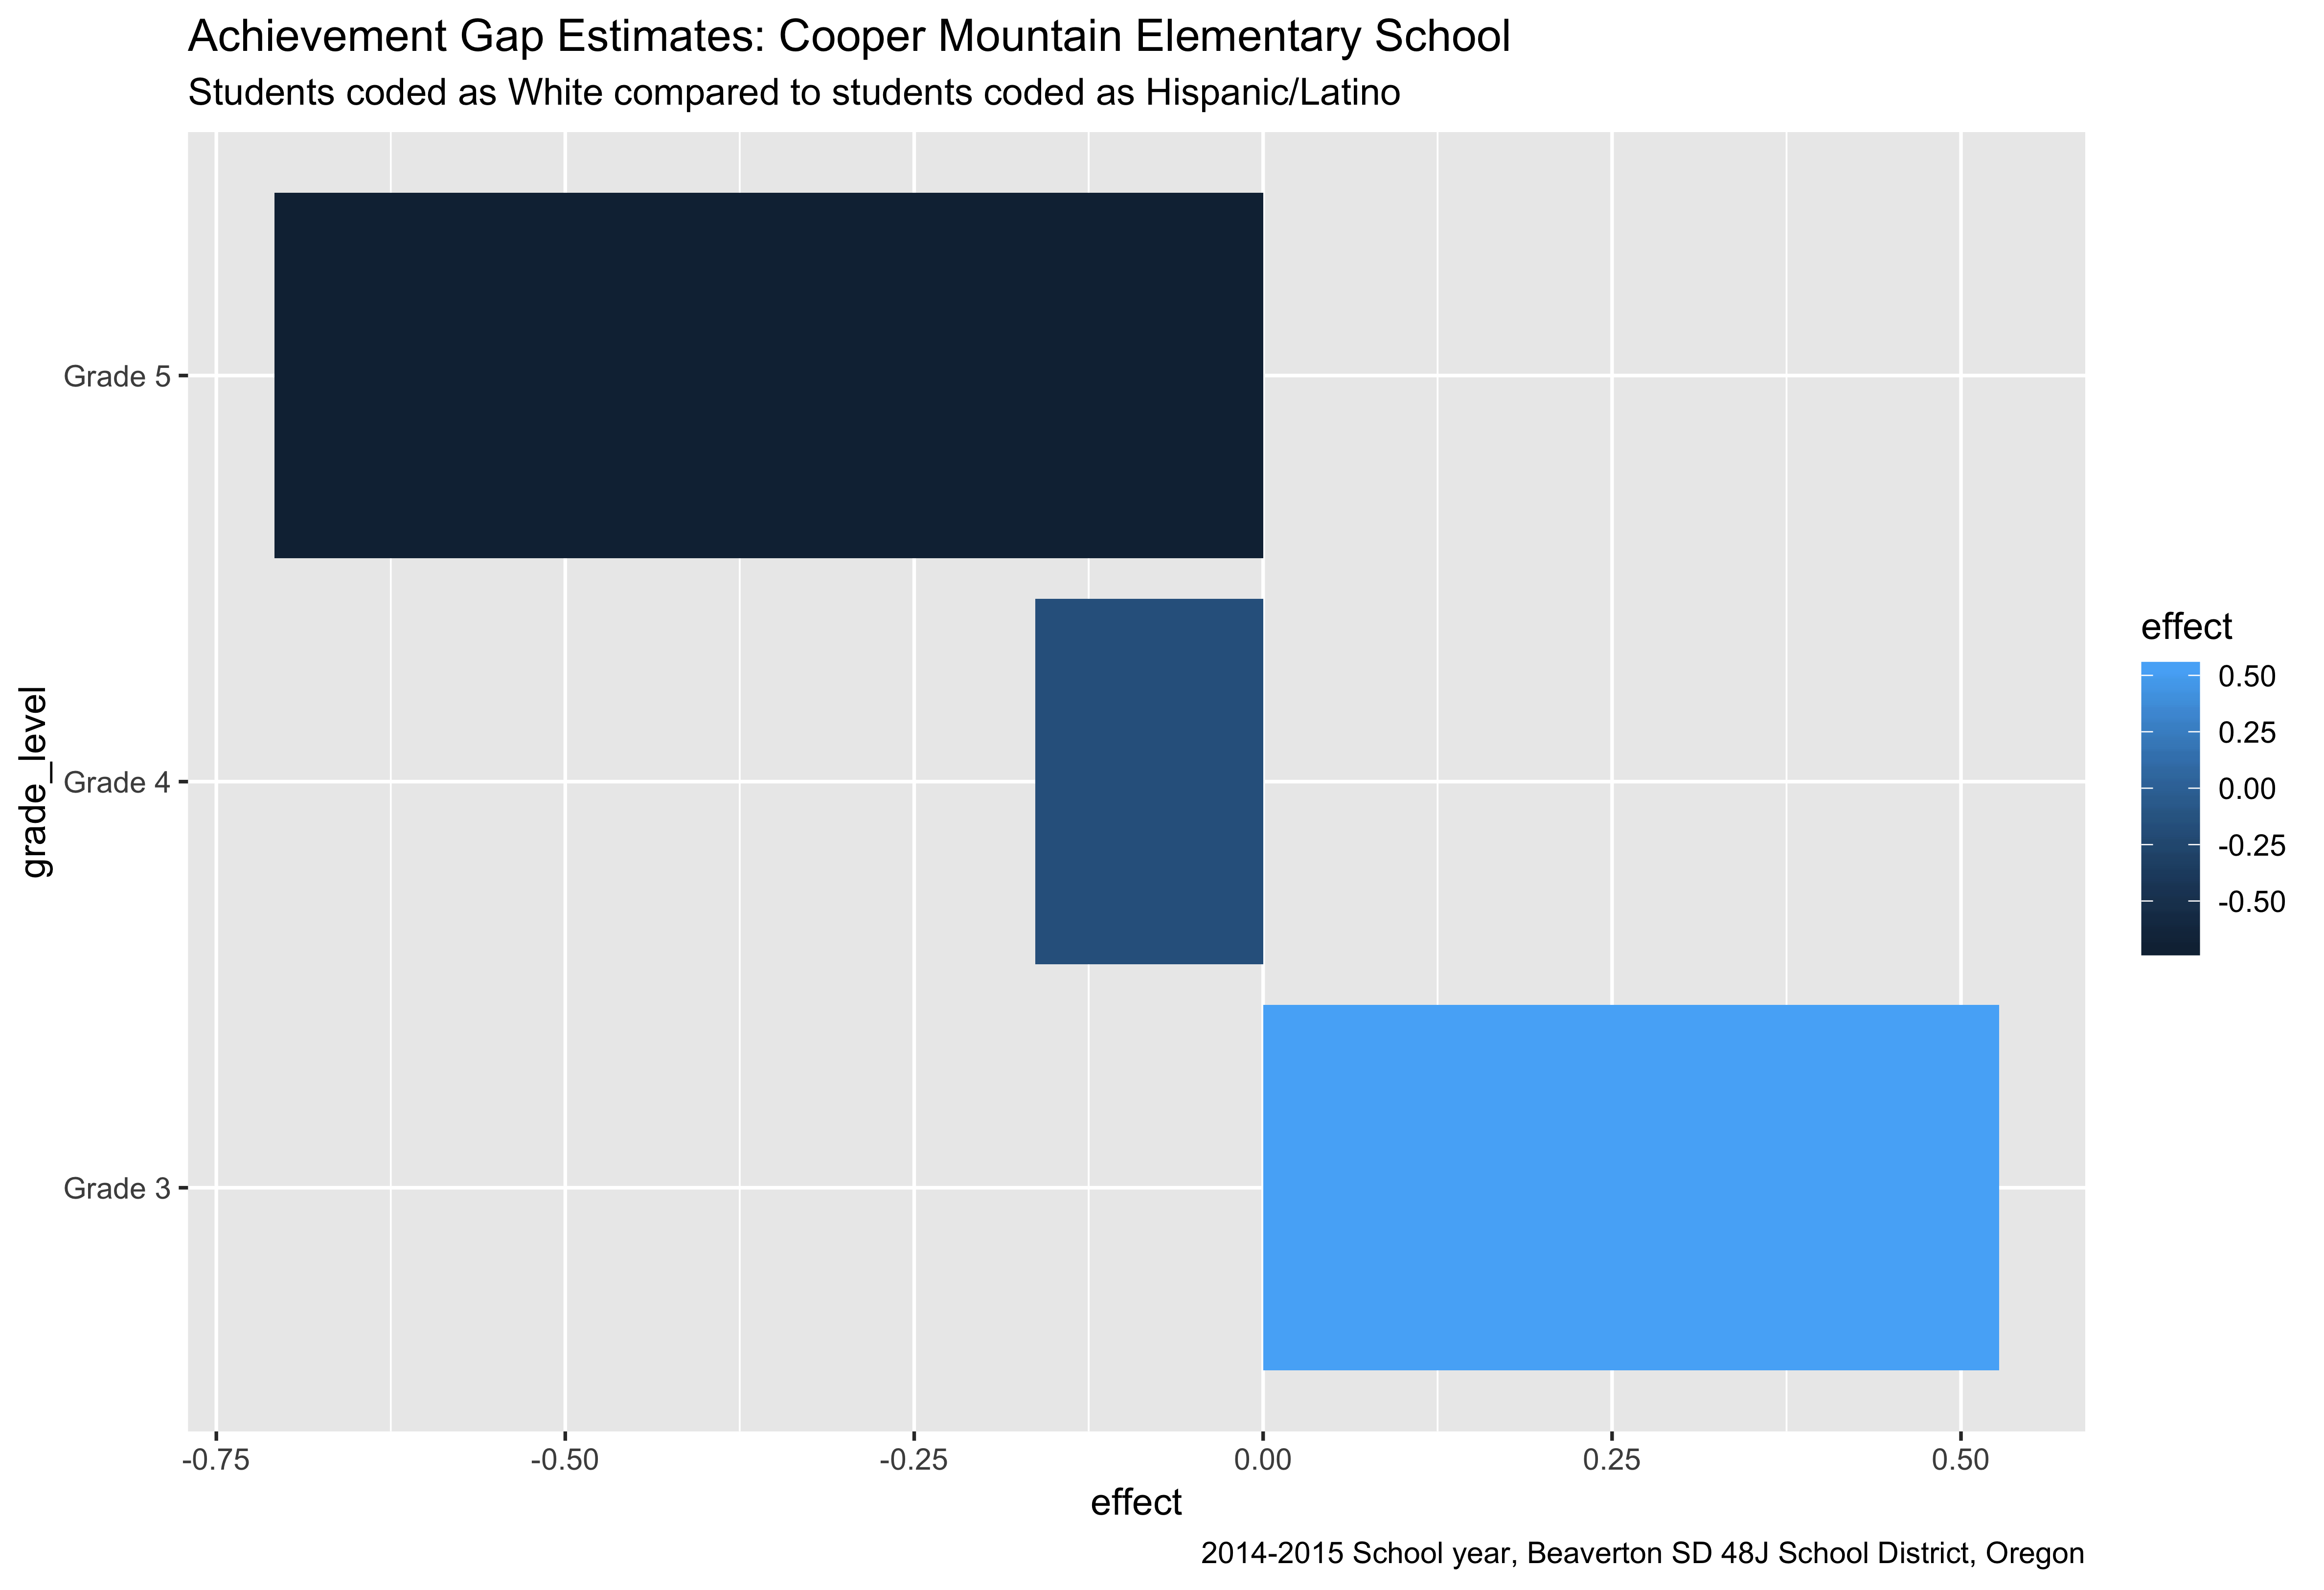 Achievement Gap Estimates: Cooper Mountain Elementary School
Students coded as White compared to students coded as Hispanic/Latino
grade_level
Grade 5
Grade 4
Grade 3
-0.75
-0.50
-0.25
0.00
0.25
0.50
effect
effect
0.50
0.25
0.00
-0.25
-0.50
2014-2015 School year, Beaverton SD 48J School District, Oregon